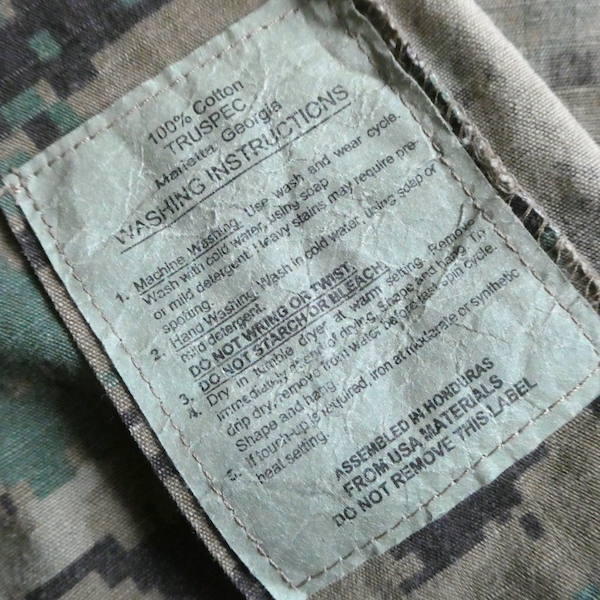 100% Cotton
TRUSPEC
Marietta, Georgia
WASHING INSTRUCTIONS
1. Machine Washing. Use wash and wear cycle.
Wash with cold water, using soap
or mild detergent. Heavy stains may require pre-
spotting.
2. Hang Washing. Wash in cold water, using soap or
mild detergent.
DO NOT WRING OR TWIST.
3. DO NOT STARCH OR BLEACH.
4. Dry in tumble dryer at warm setting. Remove
immediately at end of drying. Shape and hang. To
drip dry, remove from water before last spin cycle.
Shape and hang
5. If touch-up is required, iron at moderate or synthetic
heat setting.
ASSEMBLED IN HONDURAS
FROM USA MATERIALS
DO NOT REMOVE THIS LABEL